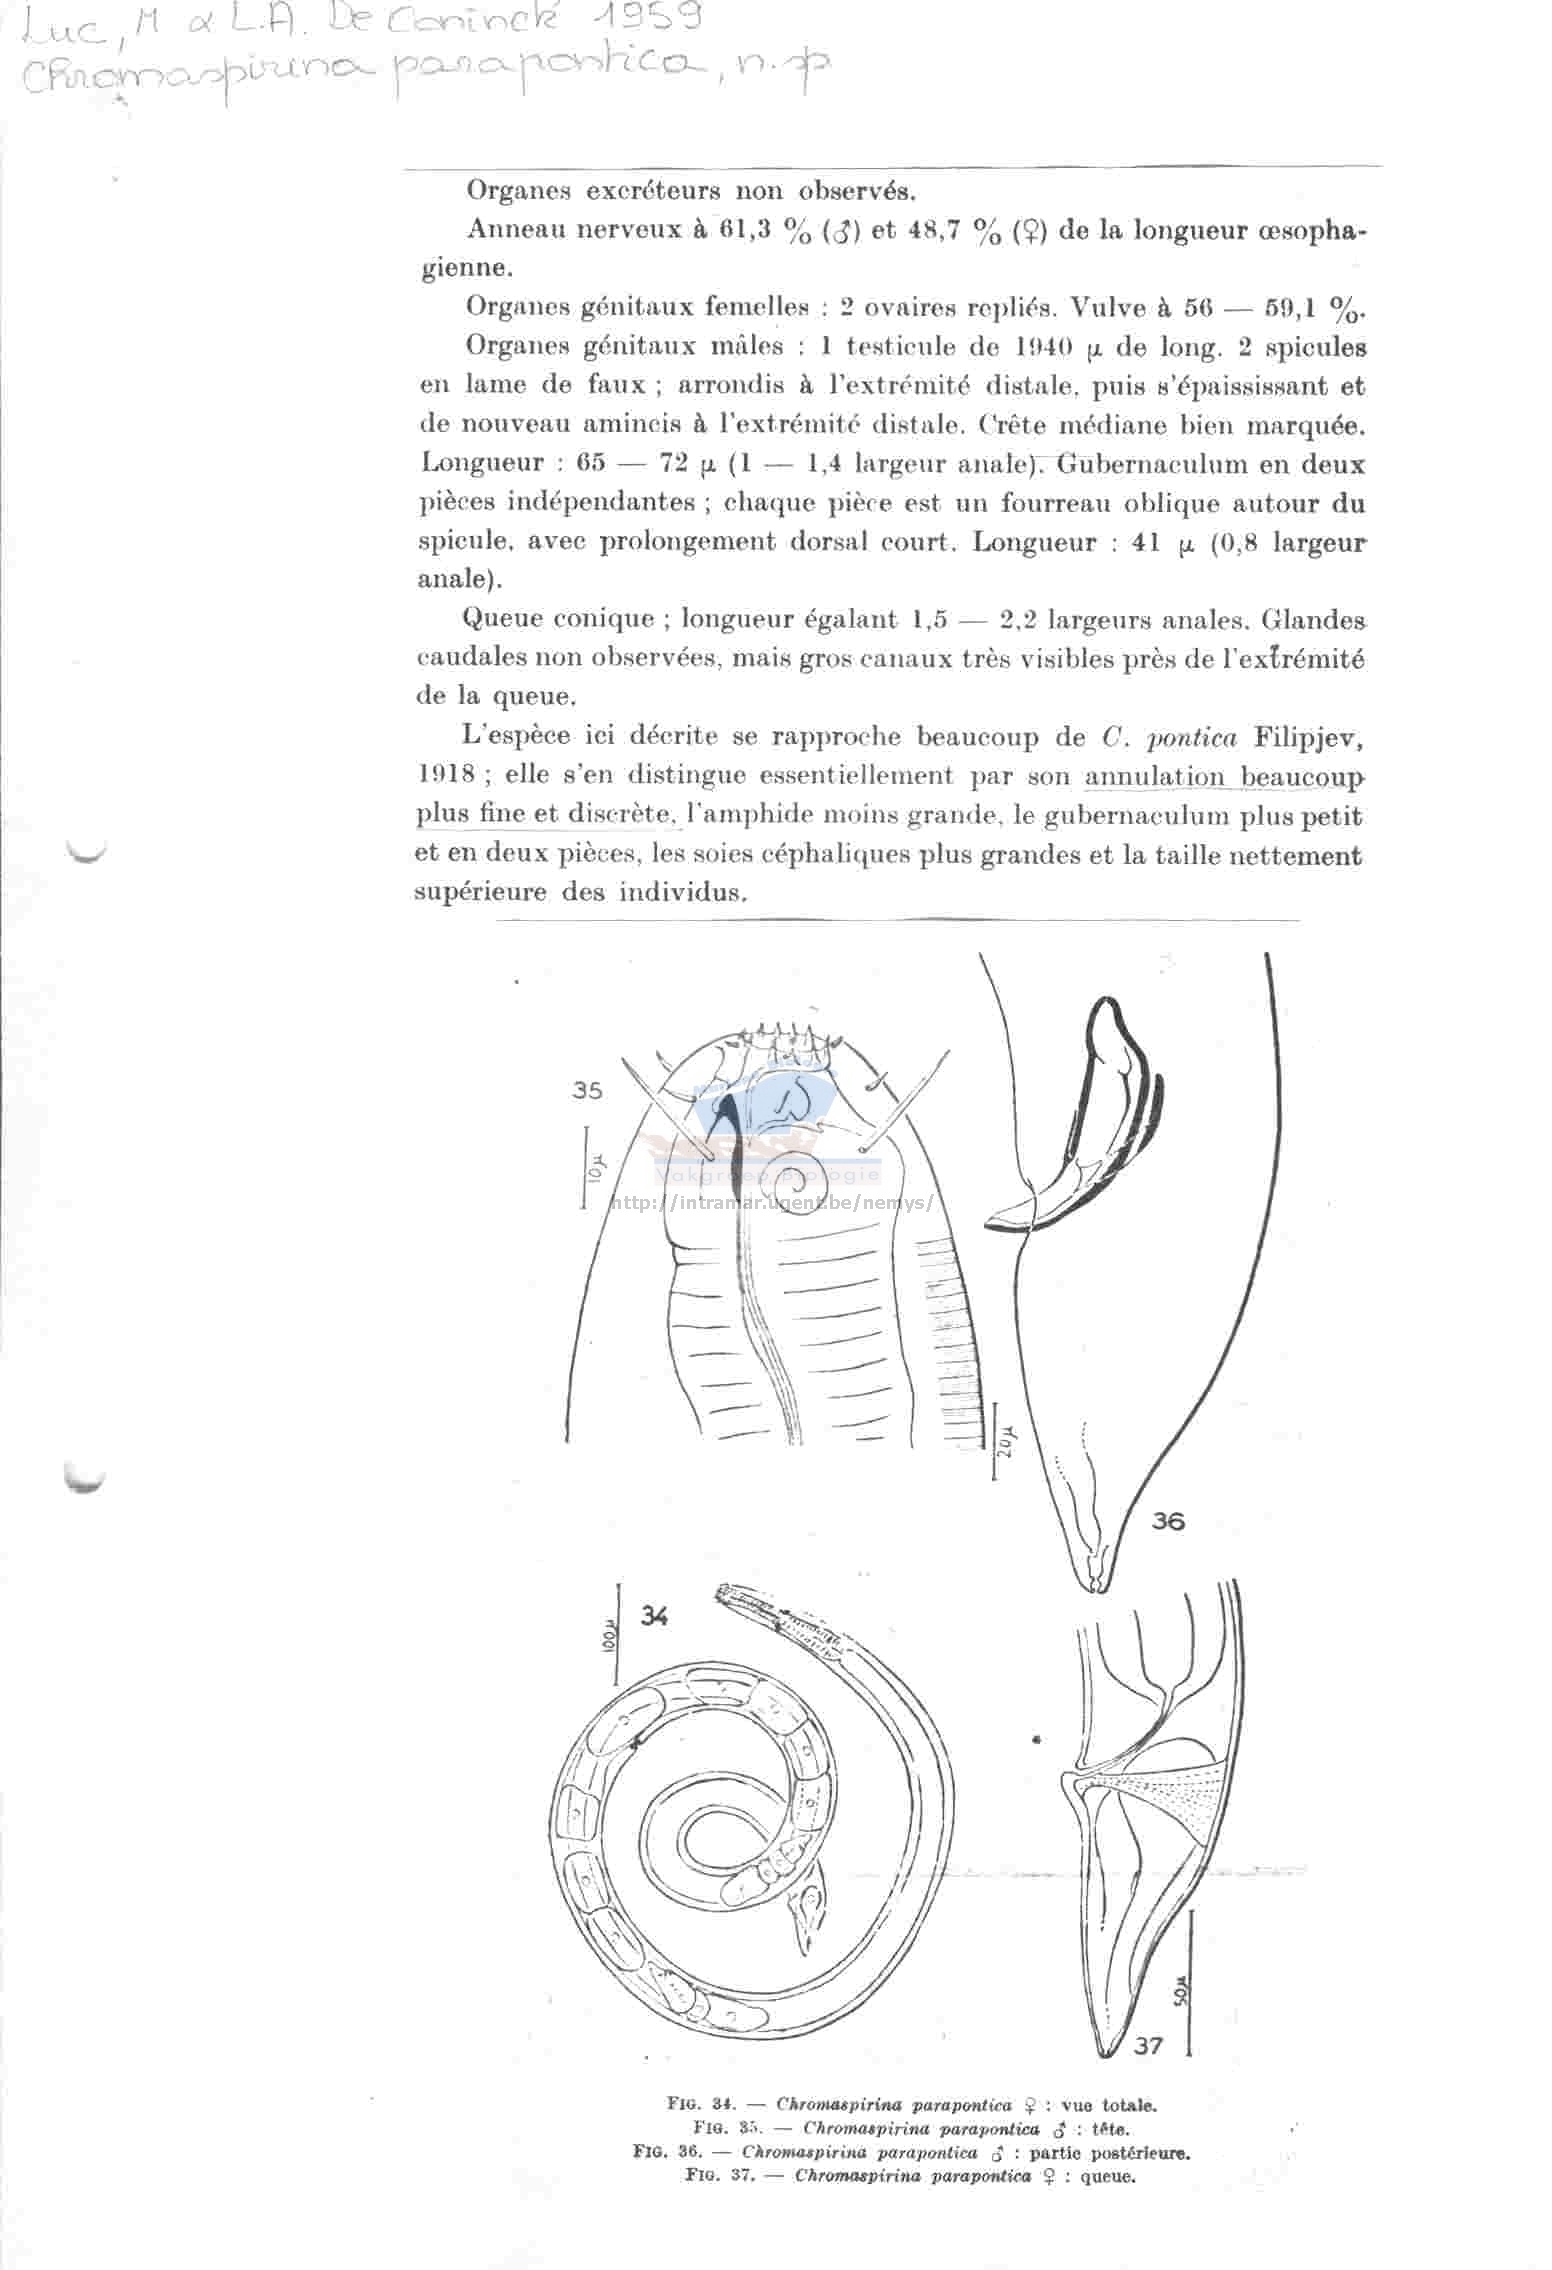 Luc, M & L.A. De Coninck 1959
Chromaspirina parapontica, n. sp
Organes excréteurs non observés.
Anneau nerveux à 61,3 % (♂) et 48,7 % (♀) de la longueur œsopha-
gienne.
Organes génitaux femelles : 2 ovaires repliés. Vulve à 56 — 59,1 %.
Organes génitaux mâles : 1 testicule de 1940 μ de long. 2 spicules
en lame de faux ; arrondis à l'extrémité distale, puis s'épaississant et
de nouveau amincis à l'extrémité distale. Crête médiane bien marquée.
Longueur : 65 — 72 μ (1 — 1,4 largeur anale). Gubernaculum en deux
pièces indépendantes ; chaque pièce est un fourreau oblique autour du
spicule, avec prolongement dorsal court. Longueur : 41 μ (0,8 largeur
anale).
Queue conique ; longueur égalant 1,5 — 2,2 largeurs anales. Glandes
caudales non observées, mais gros canaux très visibles près de l'extrémité
de la queue.
L'espèce ici décrite se rapproche beaucoup de C. pontica Filipjev,
1918 ; elle s'en distingue essentiellement par son annulation beaucoup
plus fine et discrète, l'amphide moins grande, le gubernaculum plus petit
et en deux pièces, les soies céphaliques plus grandes et la taille nettement
supérieure des individus.
35
10μ
Vakgroep Biologie
http://intramar.ugent.be/nemys/
20μ
36
34
100μ
50μ
37
FIG. 34. — Chromaspirina parapontica ♀ : vue totale.
FIG. 35. — Chromaspirina parapontica ♂ : tête.
FIG. 36. — Chromaspirina parapontica ♂ : partie postérieure.
FIG. 37. — Chromaspirina parapontica ♀ : queue.